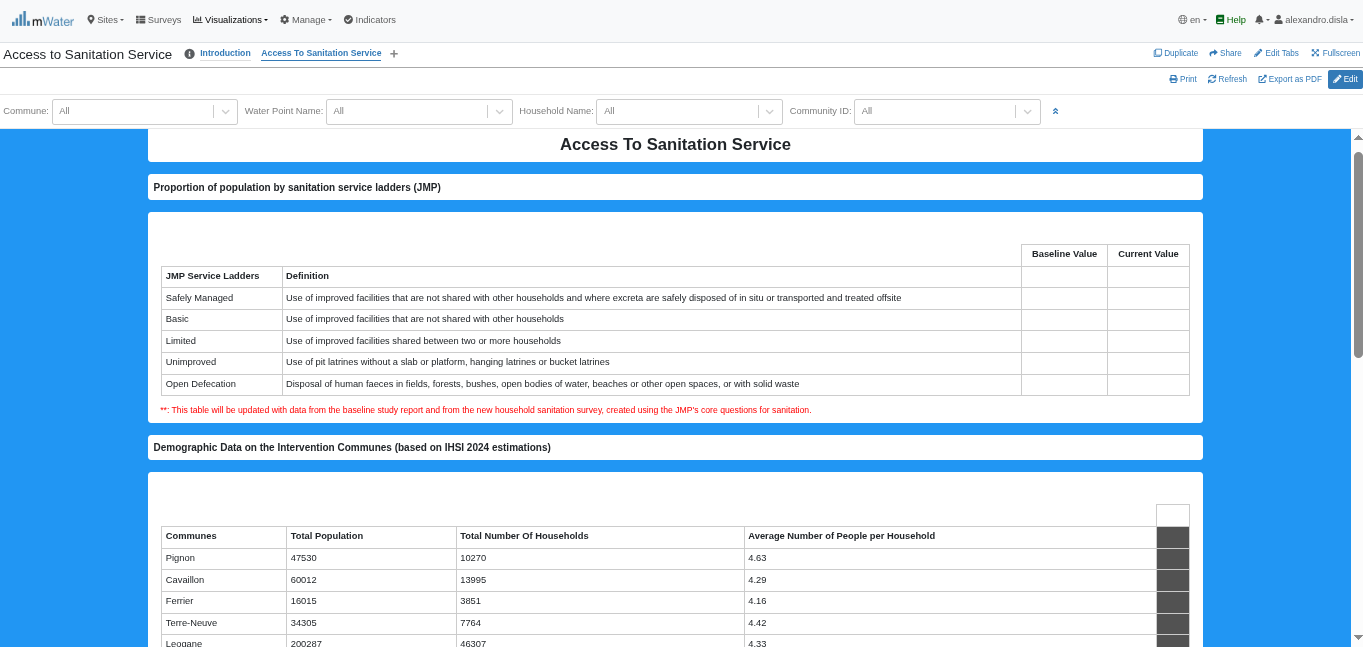 mWater Sites Surveys Visualizations Manage Indicators en Help alexandro.disla
Access to Sanitation Service Introduction Access To Sanitation Service + Duplicate Share Edit Tabs Fullscreen
Print Refresh Export as PDF Edit
Commune: All Water Point Name: All Household Name: All Community ID: All
Access To Sanitation Service
Proportion of population by sanitation service ladders (JMP)
Baseline Value Current Value
JMP Service Ladders Definition
Safely Managed Use of improved facilities that are not shared with other households and where excreta are safely disposed of in situ or transported and treated offsite
Basic Use of improved facilities that are not shared with other households
Limited Use of improved facilities shared between two or more households
Unimproved Use of pit latrines without a slab or platform, hanging latrines or bucket latrines
Open Defecation Disposal of human faeces in fields, forests, bushes, open bodies of water, beaches or other open spaces, or with solid waste
**: This table will be updated with data from the baseline study report and from the new household sanitation survey, created using the JMP's core questions for sanitation.
Demographic Data on the Intervention Communes (based on IHSI 2024 estimations)
Communes Total Population Total Number Of Households Average Number of People per Household
Pignon 47530 10270 4.63
Cavaillon 60012 13995 4.29
Ferrier 16015 3851 4.16
Terre-Neuve 34305 7764 4.42
Leogane 200287 46307 4.33